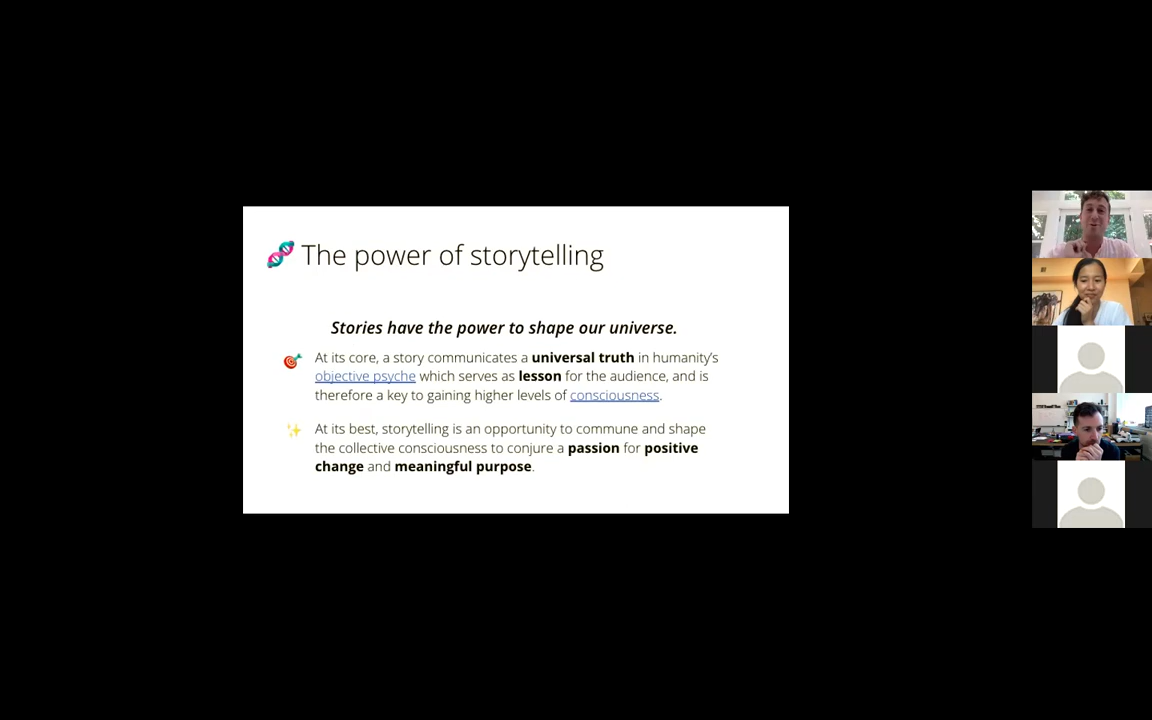 The power of storytelling
Stories have the power to shape our universe.
At its core, a story communicates a universal truth in humanity's
objective psyche which serves as lesson for the audience, and is
therefore a key to gaining higher levels of consciousness.
At its best, storytelling is an opportunity to commune and shape
the collective consciousness to conjure a passion for positive
change and meaningful purpose.